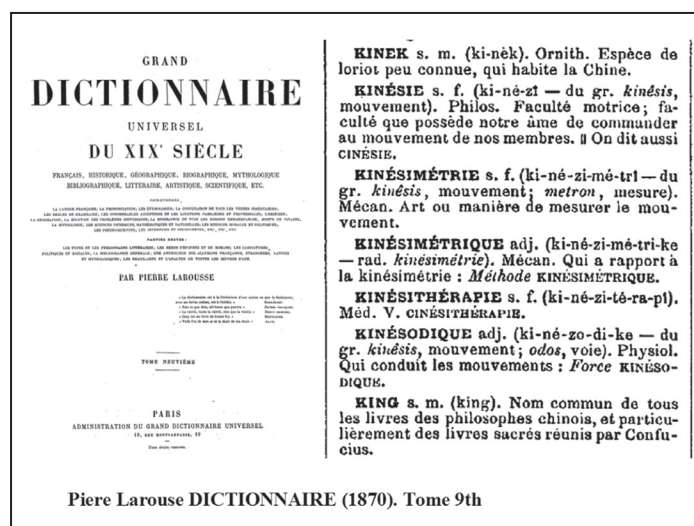 GRAND
DICTIONNAIRE
UNIVERSEL
DU XIXᵉ SIÈCLE
FRANÇAIS, HISTORIQUE, GÉOGRAPHIQUE, BIOGRAPHIQUE, MYTHOLOGIQUE
BIBLIOGRAPHIQUE, LITTÉRAIRE, ARTISTIQUE, SCIENTIFIQUE, ETC.
PAR PIERRE LAROUSSE
TOME NEUVIÈME
PARIS
ADMINISTRATION DU GRAND DICTIONNAIRE UNIVERSEL
19, RUE MONTPARNASSE, 19
Tous droits réservés.
KINEK s. m. (ki-nèk). Ornith. Espèce de
loriot peu connue, qui habite la Chine.
KINÉSIE s. f. (ki-né-zî — du gr. kinésis,
mouvement). Philos. Faculté motrice; fa-
culté que possède notre âme de commander
au mouvement de nos membres. ‖ On dit aussi
CINÉSIE.
KINÉSIMÉTRIE s. f. (ki-né-zi-mé-trî — du
gr. kinésis, mouvement; metron, mesure).
Mécan. Art ou manière de mesurer le mou-
vement.
KINÉSIMÉTRIQUE adj. (ki-né-zi-mé-tri-ke
— rad. kinésimétrie). Mécan. Qui a rapport à
la kinésimétrie : Méthode KINÉSIMÉTRIQUE.
KINÉSITHÉRAPIE s. f. (ki-né-zi-té-ra-pî).
Méd. V. CINÉSITHÉRAPIE.
KINÉSODIQUE adj. (ki-né-zo-di-ke — du
gr. kinésis, mouvement; odos, voie). Physiol.
Qui conduit les mouvements : Force KINÉSO-
DIQUE.
KING s. m. (king). Nom commun de tous
les livres des philosophes chinois, et particu-
lièrement des livres sacrés réunis par Confu-
cius.
Piere Larouse DICTIONNAIRE (1870). Tome 9th